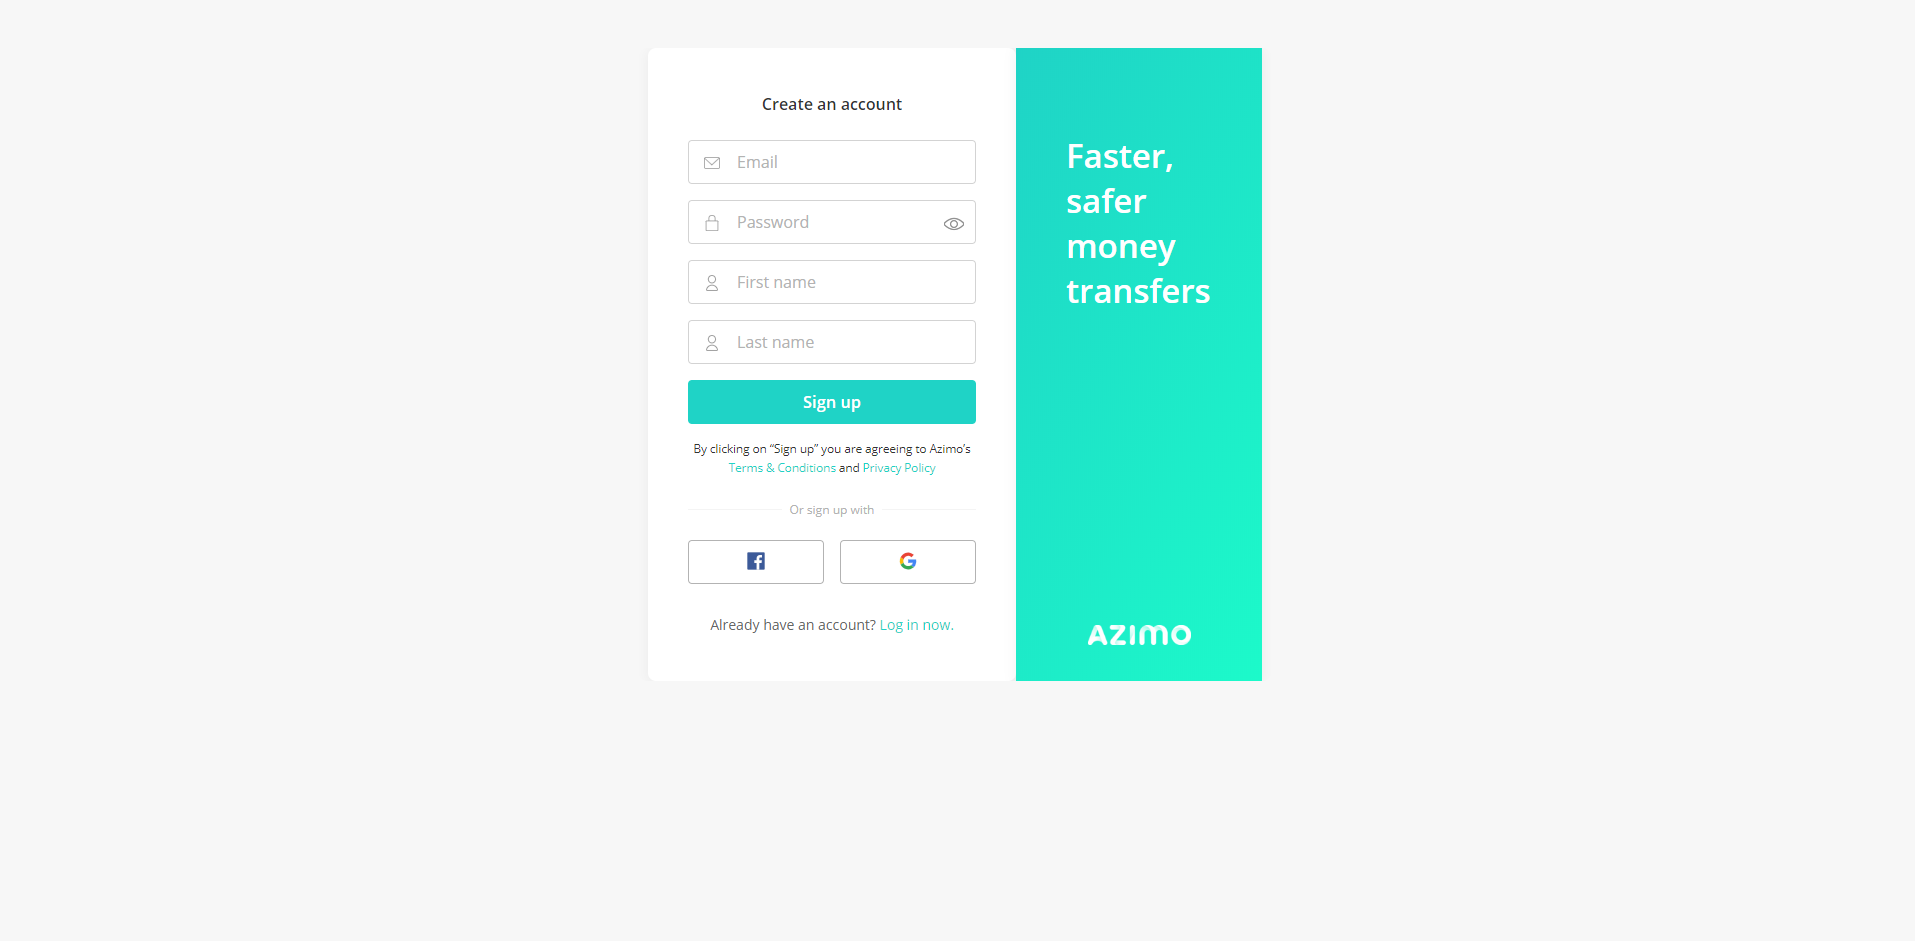 Create an account
Email
Password
First name
Last name
Sign up
By clicking on “Sign up” you are agreeing to Azimo’s
Terms & Conditions and Privacy Policy
Or sign up with
Already have an account? Log in now.
Faster,
safer
money
transfers
AZIMO